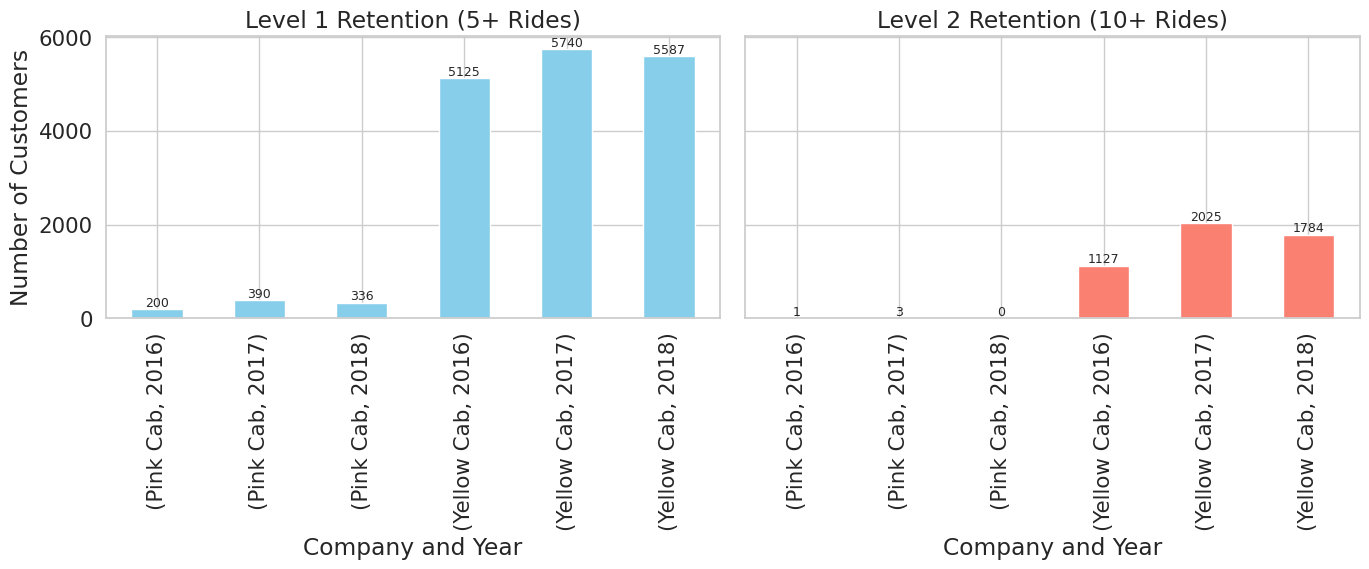 Level 1 Retention (5+ Rides)
Number of Customers
6000
4000
2000
0
200
390
336
5125
5740
5587
(Pink Cab, 2016)
(Pink Cab, 2017)
(Pink Cab, 2018)
(Yellow Cab, 2016)
(Yellow Cab, 2017)
(Yellow Cab, 2018)
Company and Year
Level 2 Retention (10+ Rides)
1
3
0
1127
2025
1784
(Pink Cab, 2016)
(Pink Cab, 2017)
(Pink Cab, 2018)
(Yellow Cab, 2016)
(Yellow Cab, 2017)
(Yellow Cab, 2018)
Company and Year